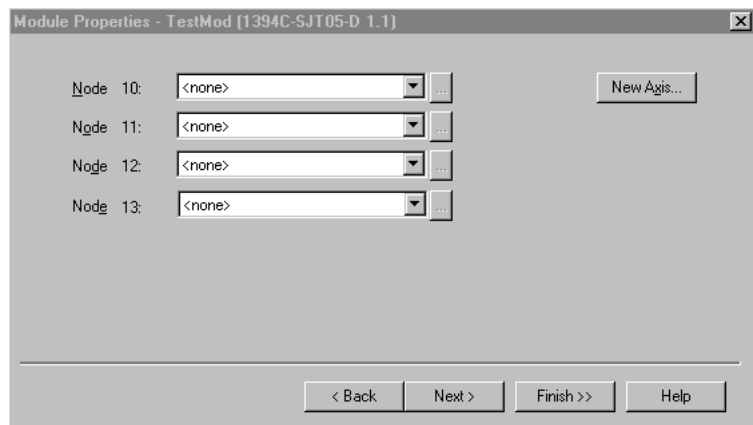 Module Properties - TestMod (1394C-SJT05-D 1.1)
Node 10: <none> ... New Axis...
Node 11: <none> ...
Node 12: <none> ...
Node 13: <none> ...
< Back Next > Finish >> Help